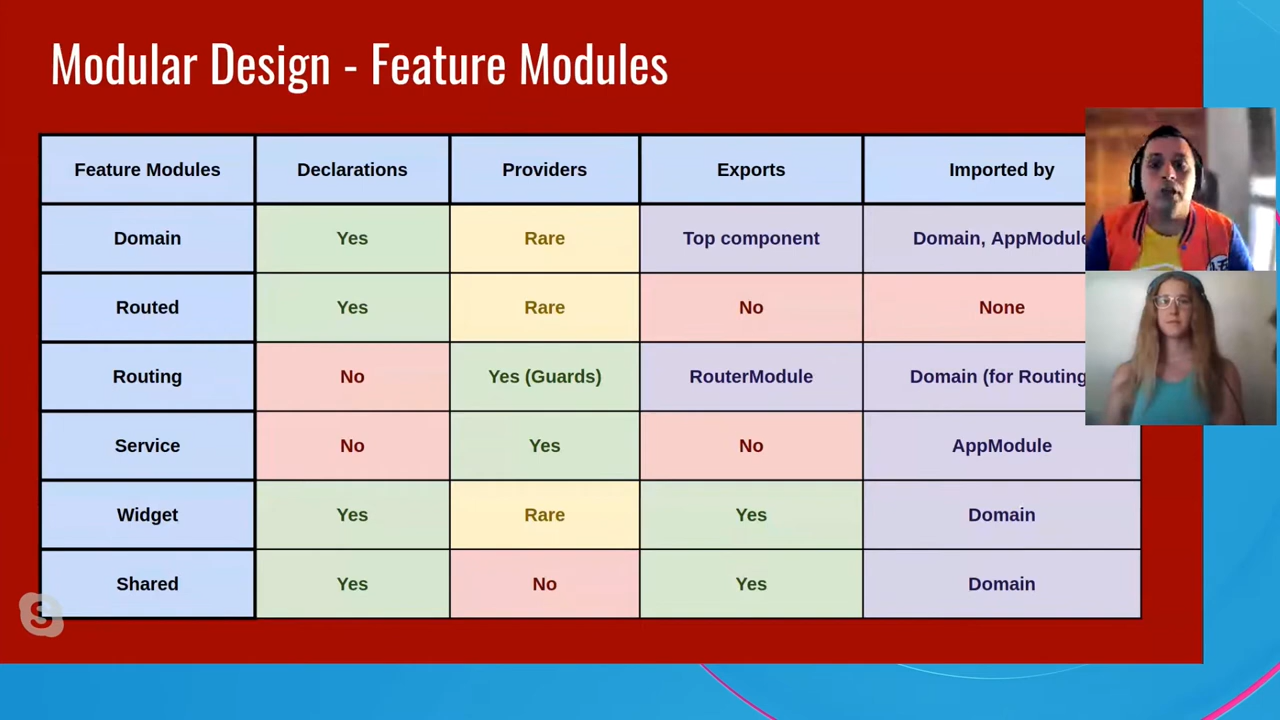 Modular Design - Feature Modules
Feature Modules Declarations Providers Exports Imported by
Domain Yes Rare Top component Domain, AppModule
Routed Yes Rare No None
Routing No Yes (Guards) RouterModule Domain (for Routing
Service No Yes No AppModule
Widget Yes Rare Yes Domain
Shared Yes No Yes Domain
S